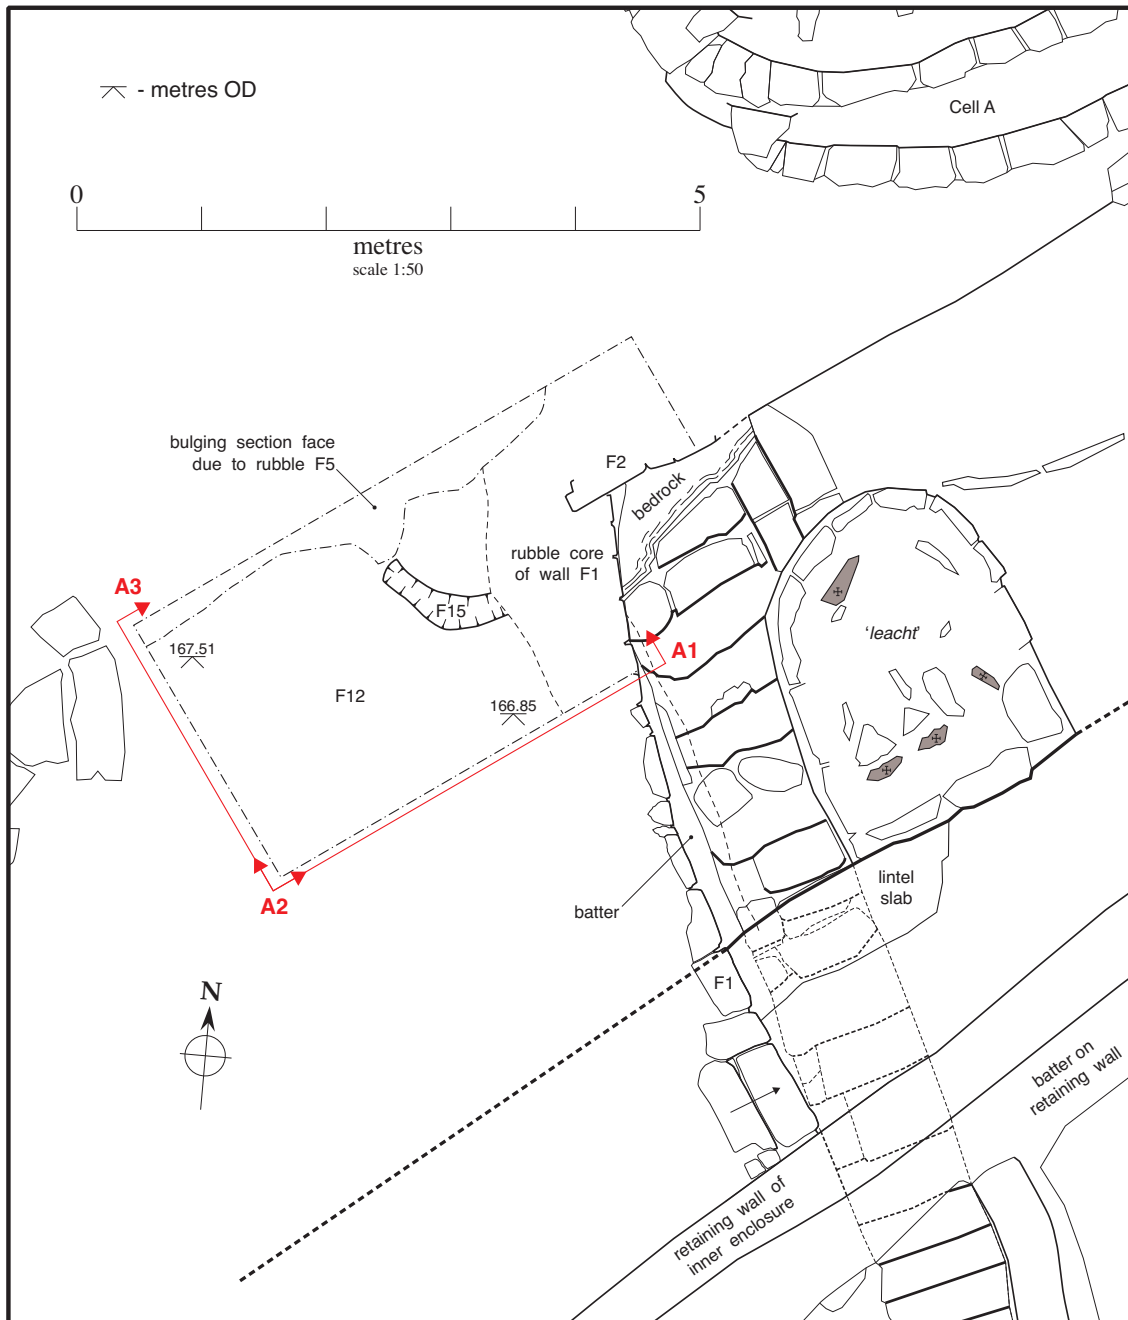 - metres OD
Cell A
0
5
metres
scale 1:50
bulging section face
due to rubble F5
F2
bedrock
rubble core
of wall F1
A3
F15
167.51
A1
'leacht'
F12
166.85
A2
batter
lintel
slab
F1
N
batter on
retaining wall
retaining wall of
inner enclosure